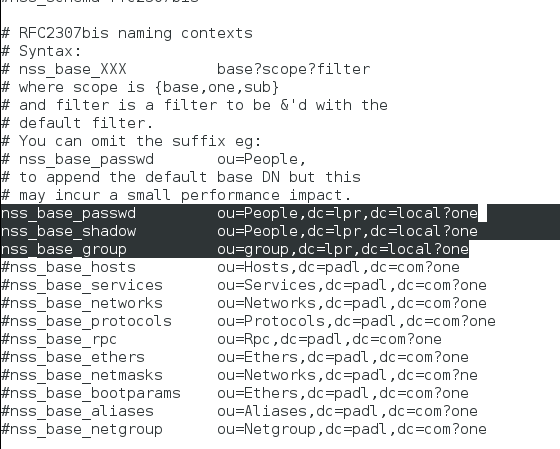 #nss_schema rfc2307bis
# RFC2307bis naming contexts
# Syntax:
# nss_base_XXX base?scope?filter
# where scope is {base,one,sub}
# and filter is a filter to be &'d with the
# default filter.
# You can omit the suffix eg:
# nss_base_passwd ou=People,
# to append the default base DN but this
# may incur a small performance impact.
nss_base_passwd ou=People,dc=lpr,dc=local?one
nss_base_shadow ou=People,dc=lpr,dc=local?one
nss_base_group ou=group,dc=lpr,dc=local?one
#nss_base_hosts ou=Hosts,dc=padl,dc=com?one
#nss_base_services ou=Services,dc=padl,dc=com?one
#nss_base_networks ou=Networks,dc=padl,dc=com?one
#nss_base_protocols ou=Protocols,dc=padl,dc=com?one
#nss_base_rpc ou=Rpc,dc=padl,dc=com?one
#nss_base_ethers ou=Ethers,dc=padl,dc=com?one
#nss_base_netmasks ou=Networks,dc=padl,dc=com?ne
#nss_base_bootparams ou=Ethers,dc=padl,dc=com?one
#nss_base_aliases ou=Aliases,dc=padl,dc=com?one
#nss_base_netgroup ou=Netgroup,dc=padl,dc=com?one